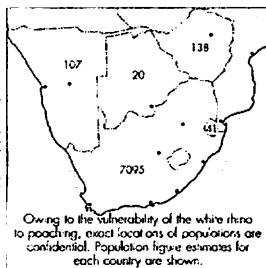 138
107
20
41
7095
Owing to the vulnerability of the white rhino
to poaching, exact locations of populations are
confidential. Population figure estimates for
each country are shown.